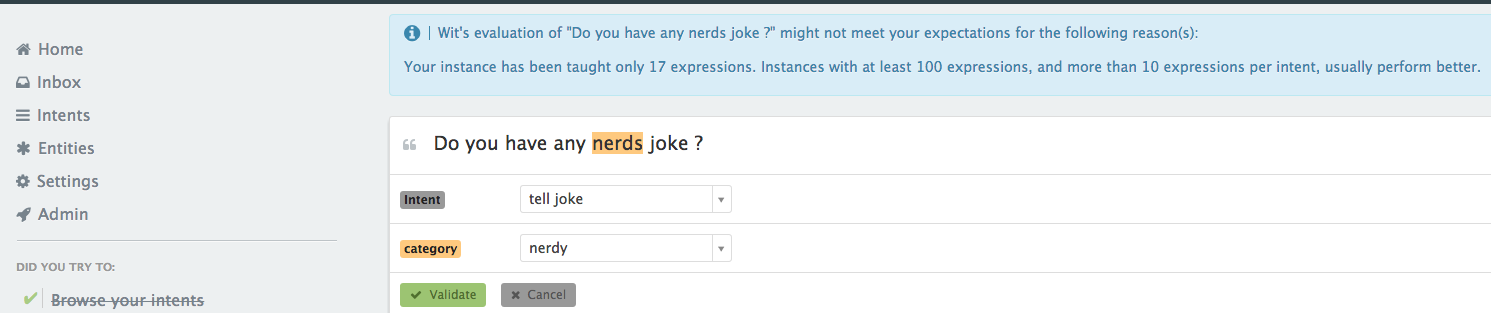 Home
Inbox
Intents
Entities
Settings
Admin
DID YOU TRY TO:
Browse your intents
Wit's evaluation of "Do you have any nerds joke ?" might not meet your expectations for the following reason(s):
Your instance has been taught only 17 expressions. Instances with at least 100 expressions, and more than 10 expressions per intent, usually perform better.
Do you have any nerds joke ?
Intent tell joke
category nerdy
Validate Cancel